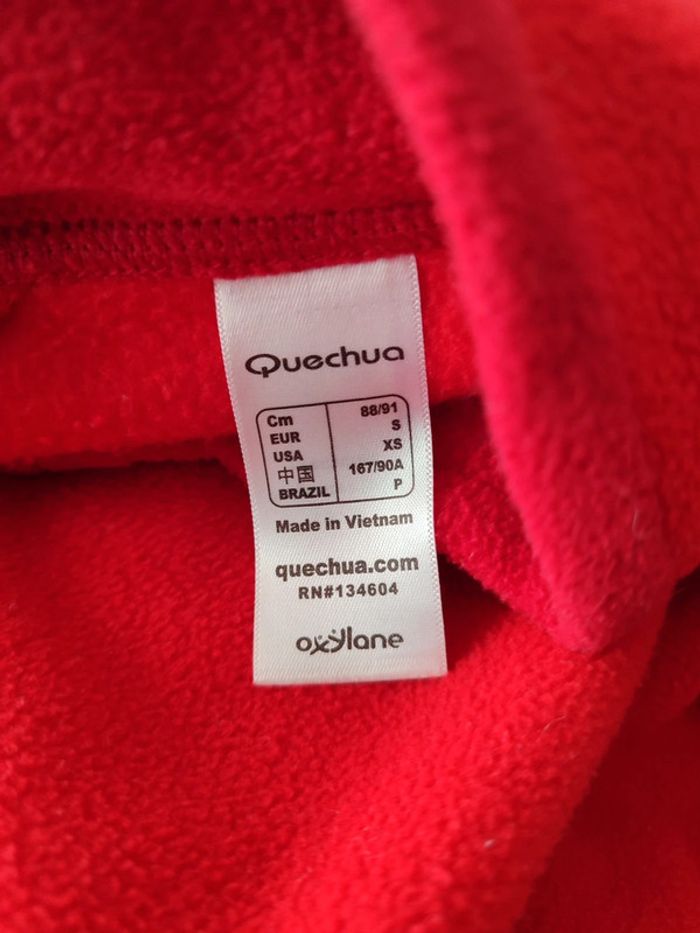 Quechua
Cm 88/91
EUR S
USA XS
中国 167/90A
BRAZIL P
Made in Vietnam
quechua.com
RN#134604
oxylane